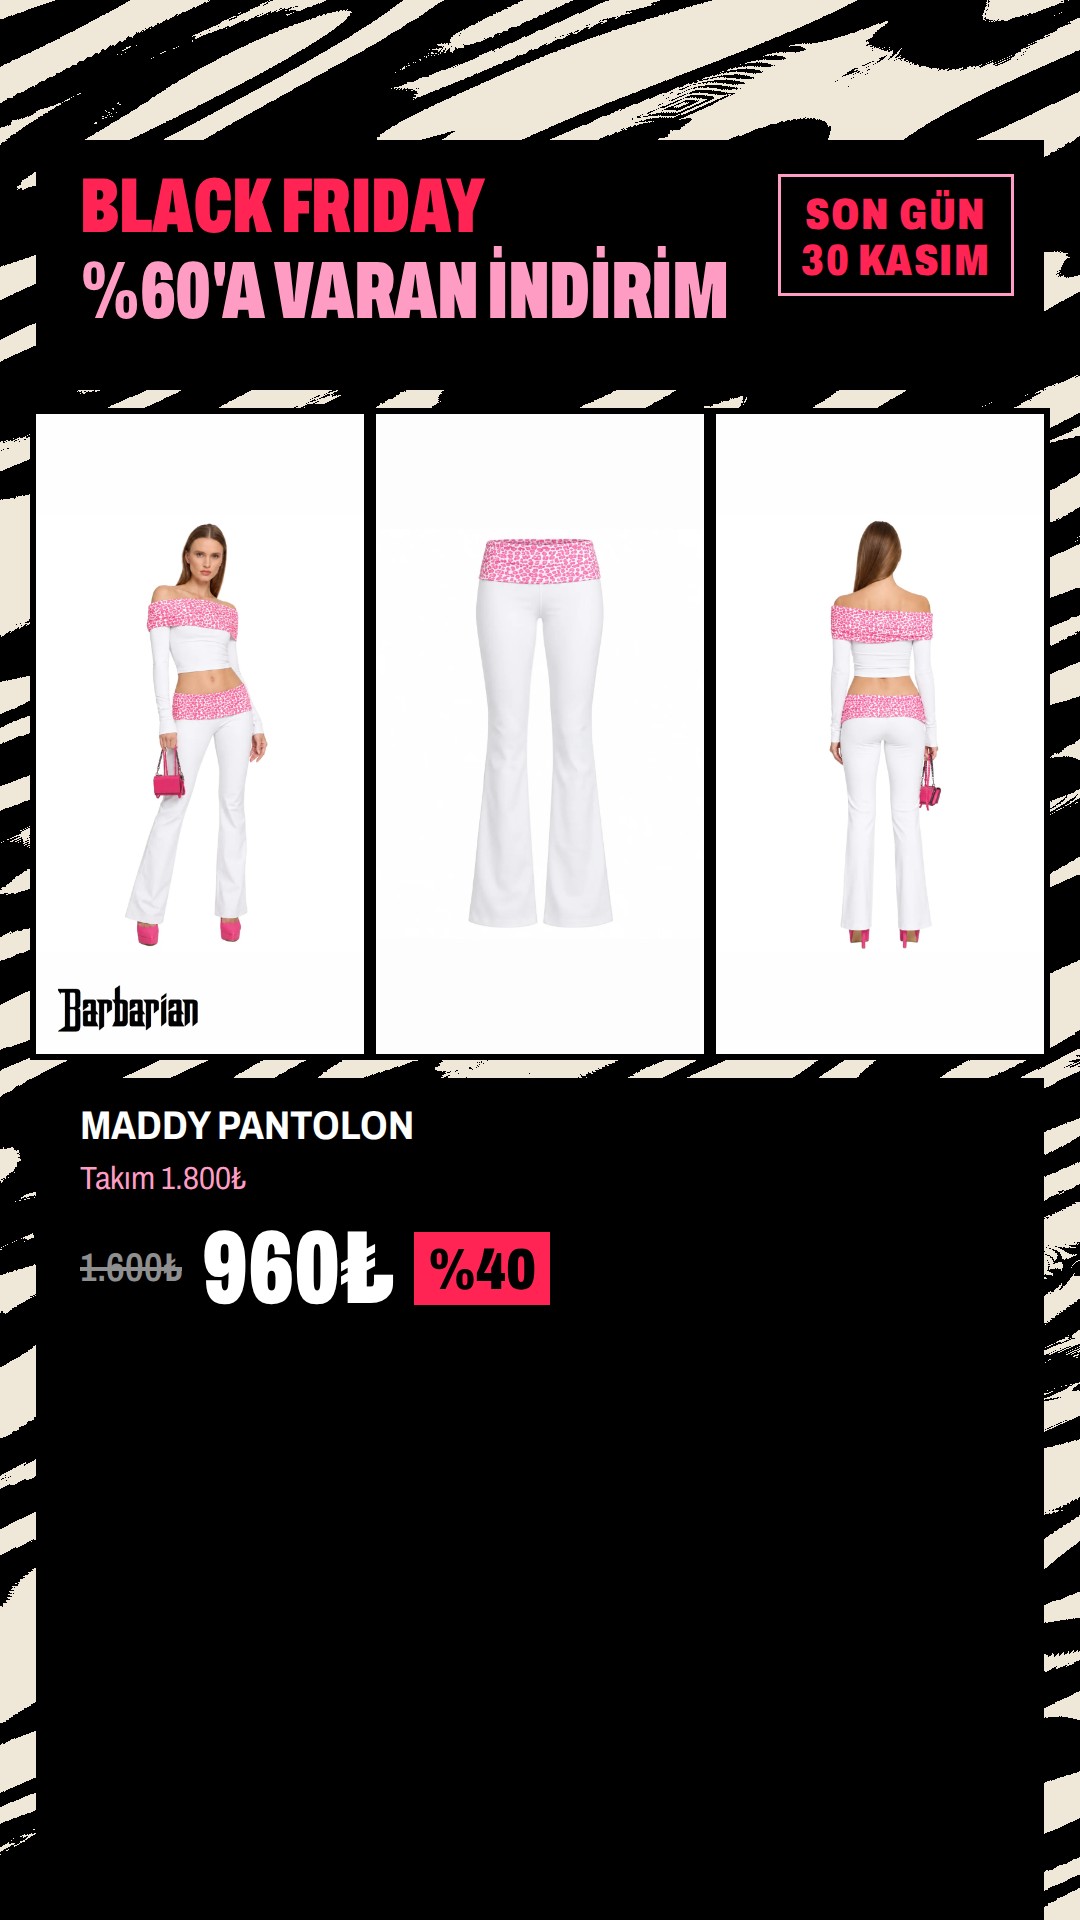 BLACK FRIDAY
%60'A VARAN İNDİRİM
SON GÜN
30 KASIM
Barbarian
MADDY PANTOLON
Takım 1.800₺
1.600₺ 960₺ %40